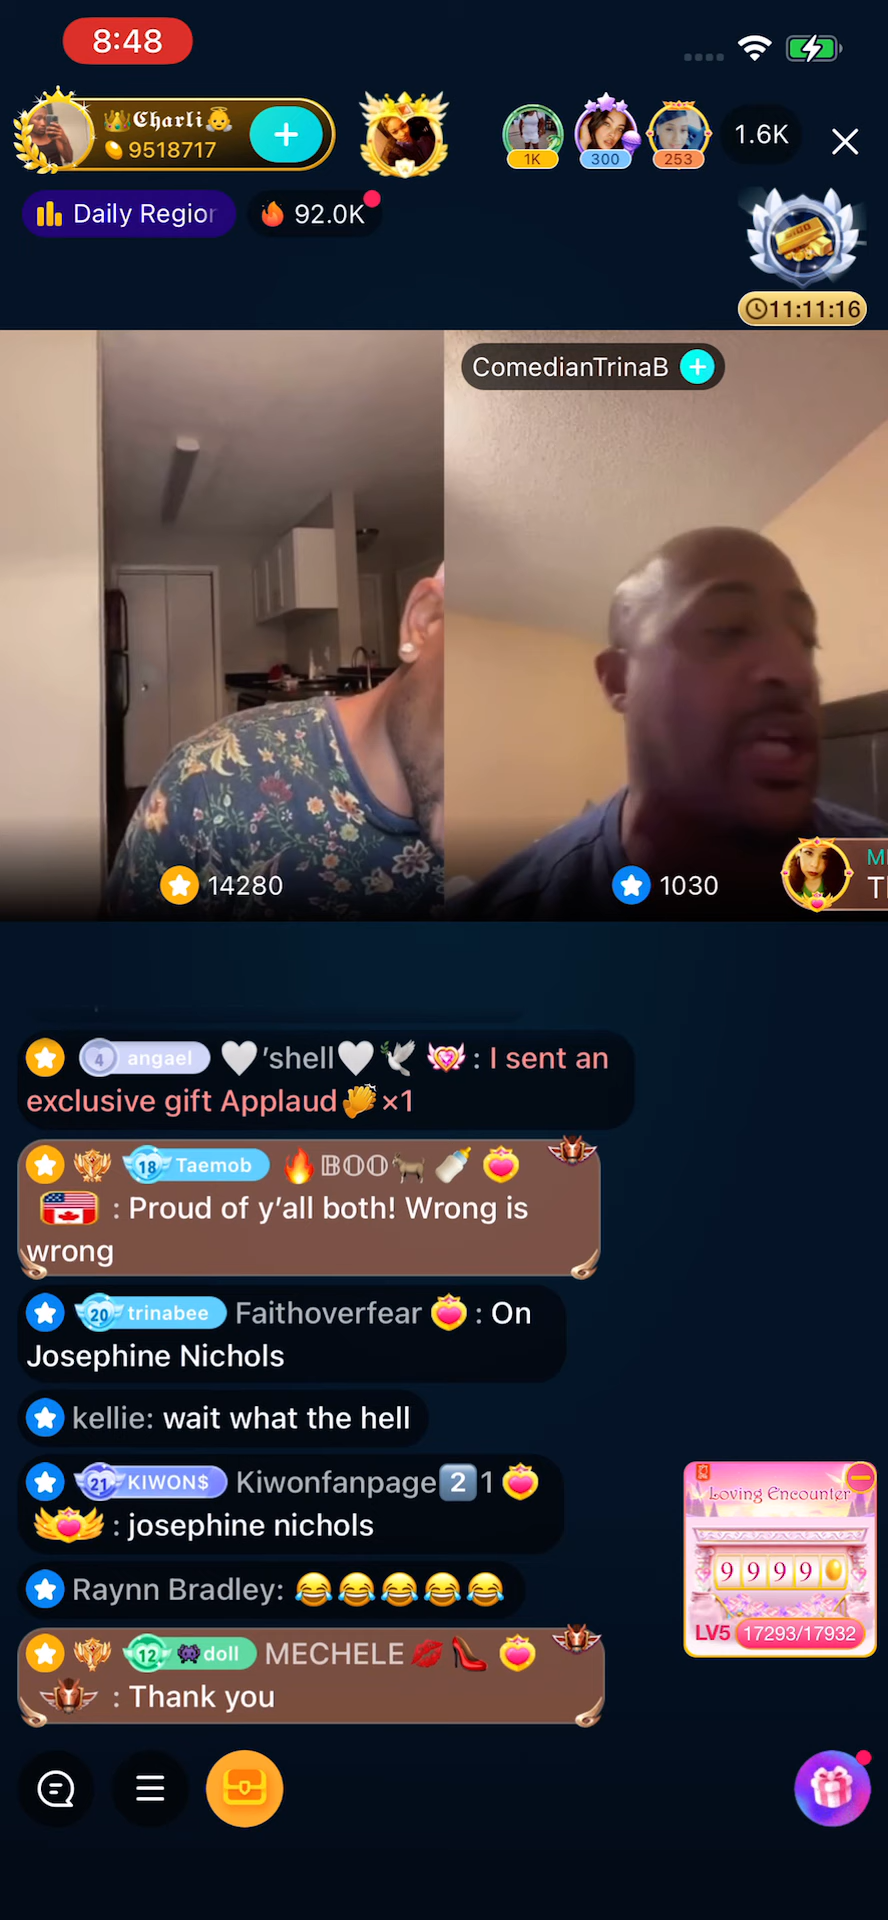 8:48
👑𝕮𝖍𝖆𝖗𝖑𝖎👼
9518717
1K
300
253
1.6K
Daily Region
92.0K
11:11:16
ComedianTrinaB
14280
1030
4 angael 🤍'shell🤍🕊️ : I sent an
exclusive gift Applaud👏×1
18 Taemob 🔥𝔹𝕆𝕆🐐🍼
: Proud of y'all both! Wrong is
wrong
20 trinabee Faithoverfear : On
Josephine Nichols
kellie: wait what the hell
21 KIWON$ Kiwonfanpage2️⃣1
: josephine nichols
Raynn Bradley: 😂😂😂😂😂
12 👾doll MECHELE💋👠
: Thank you
Loving Encounter
9 9 9 9
LV5 17293/17932